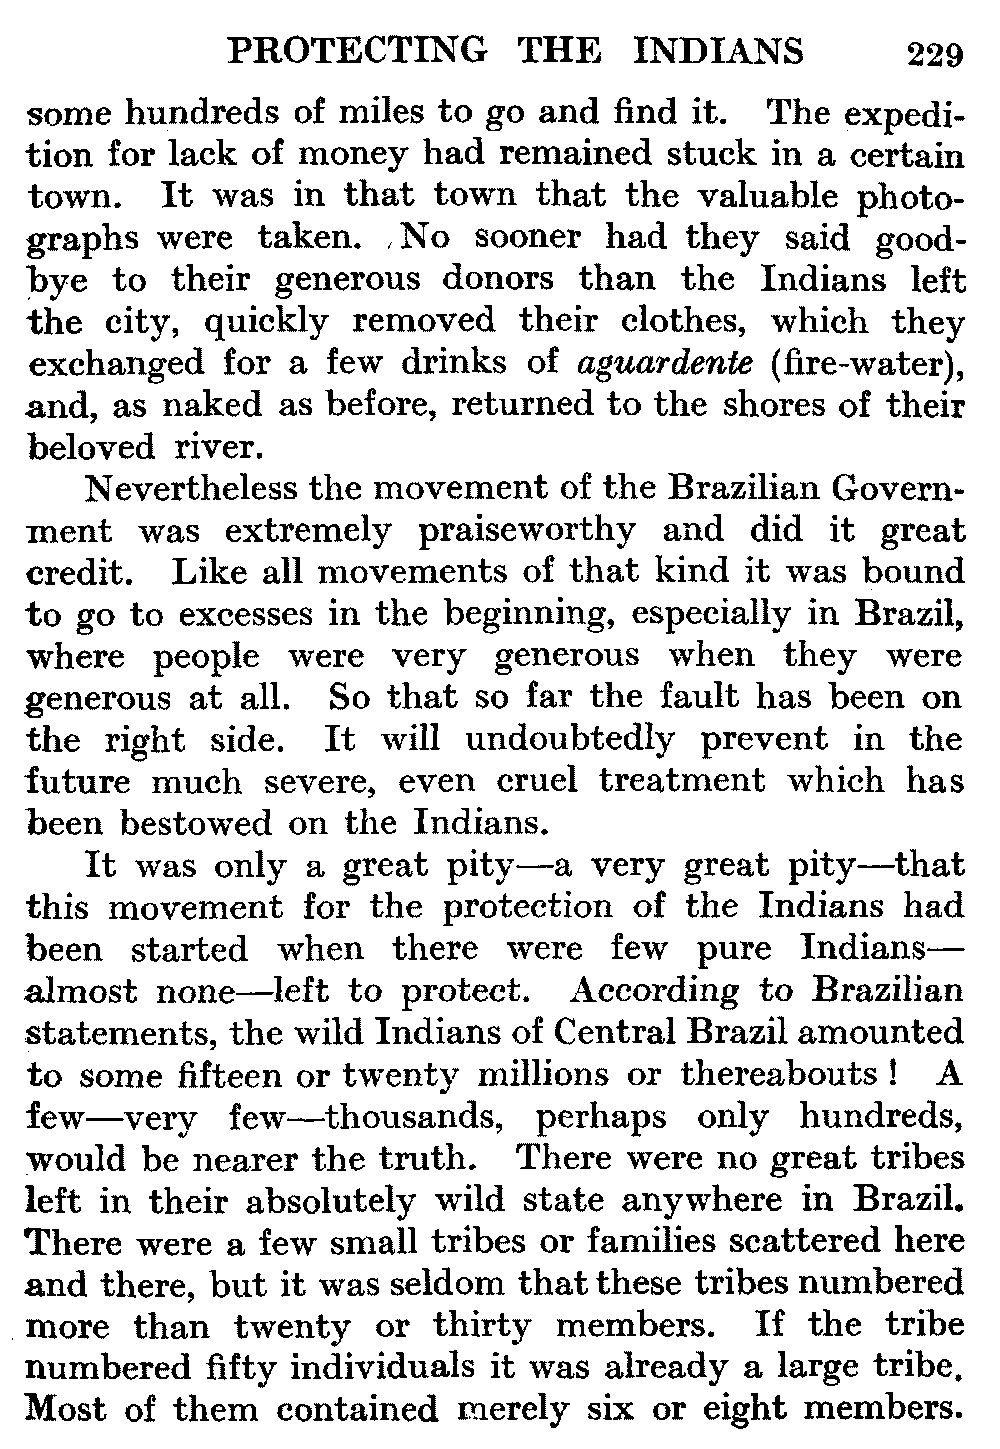 PROTECTING THE INDIANS 229
some hundreds of miles to go and find it. The expedi-
tion for lack of money had remained stuck in a certain
town. It was in that town that the valuable photo-
graphs were taken. No sooner had they said good-
bye to their generous donors than the Indians left
the city, quickly removed their clothes, which they
exchanged for a few drinks of aguardente (fire-water),
and, as naked as before, returned to the shores of their
beloved river.
Nevertheless the movement of the Brazilian Govern-
ment was extremely praiseworthy and did it great
credit. Like all movements of that kind it was bound
to go to excesses in the beginning, especially in Brazil,
where people were very generous when they were
generous at all. So that so far the fault has been on
the right side. It will undoubtedly prevent in the
future much severe, even cruel treatment which has
been bestowed on the Indians.
It was only a great pity—a very great pity—that
this movement for the protection of the Indians had
been started when there were few pure Indians—
almost none—left to protect. According to Brazilian
statements, the wild Indians of Central Brazil amounted
to some fifteen or twenty millions or thereabouts! A
few—very few—thousands, perhaps only hundreds,
would be nearer the truth. There were no great tribes
left in their absolutely wild state anywhere in Brazil.
There were a few small tribes or families scattered here
and there, but it was seldom that these tribes numbered
more than twenty or thirty members. If the tribe
numbered fifty individuals it was already a large tribe.
Most of them contained merely six or eight members.